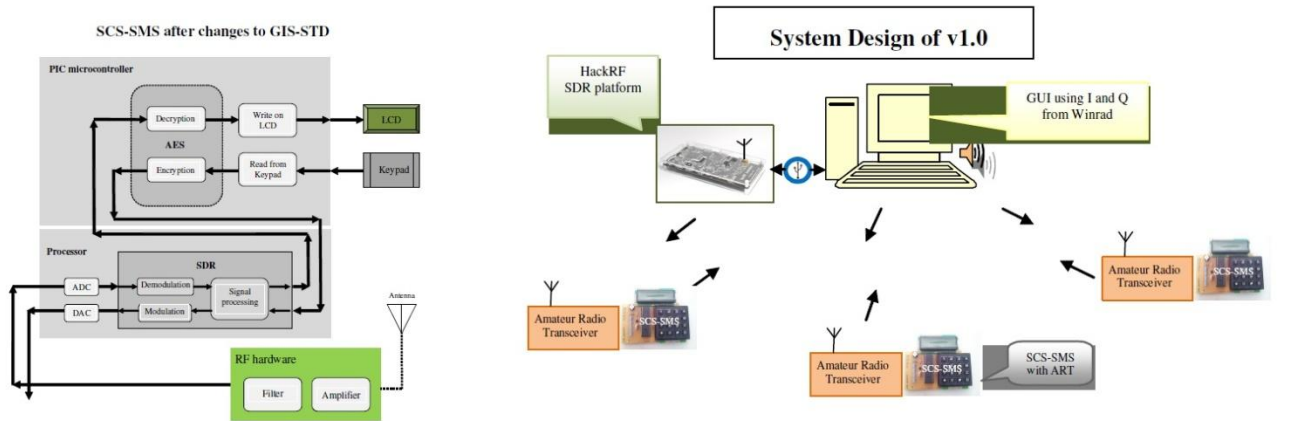 SCS-SMS after changes to GIS-STD
PIC microcontroller
Decryption
Write on
LCD
LCD
AES
Encryption
Read from
Keypad
Keypad
Processor
SDR
ADC
Demodulation
Signal
processing
DAC
Modulation
Antenna
RF hardware
Filter
Amplifier
System Design of v1.0
HackRF
SDR platform
GUI using I and Q
from Winrad
Amateur Radio
Transceiver
SCS-SMS
Amateur Radio
Transceiver
SCS-SMS
SCS-SMS
with ART
Amateur Radio
Transceiver
SCS-SMS